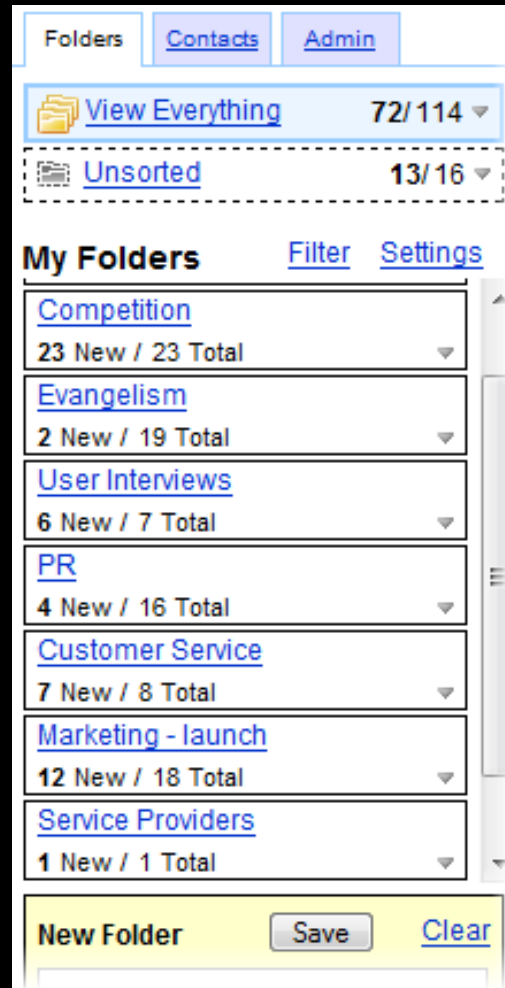 Folders Contacts Admin
View Everything 72/114
Unsorted 13/16
My Folders Filter Settings
Competition
23 New / 23 Total
Evangelism
2 New / 19 Total
User Interviews
6 New / 7 Total
PR
4 New / 16 Total
Customer Service
7 New / 8 Total
Marketing - launch
12 New / 18 Total
Service Providers
1 New / 1 Total
New Folder Save Clear